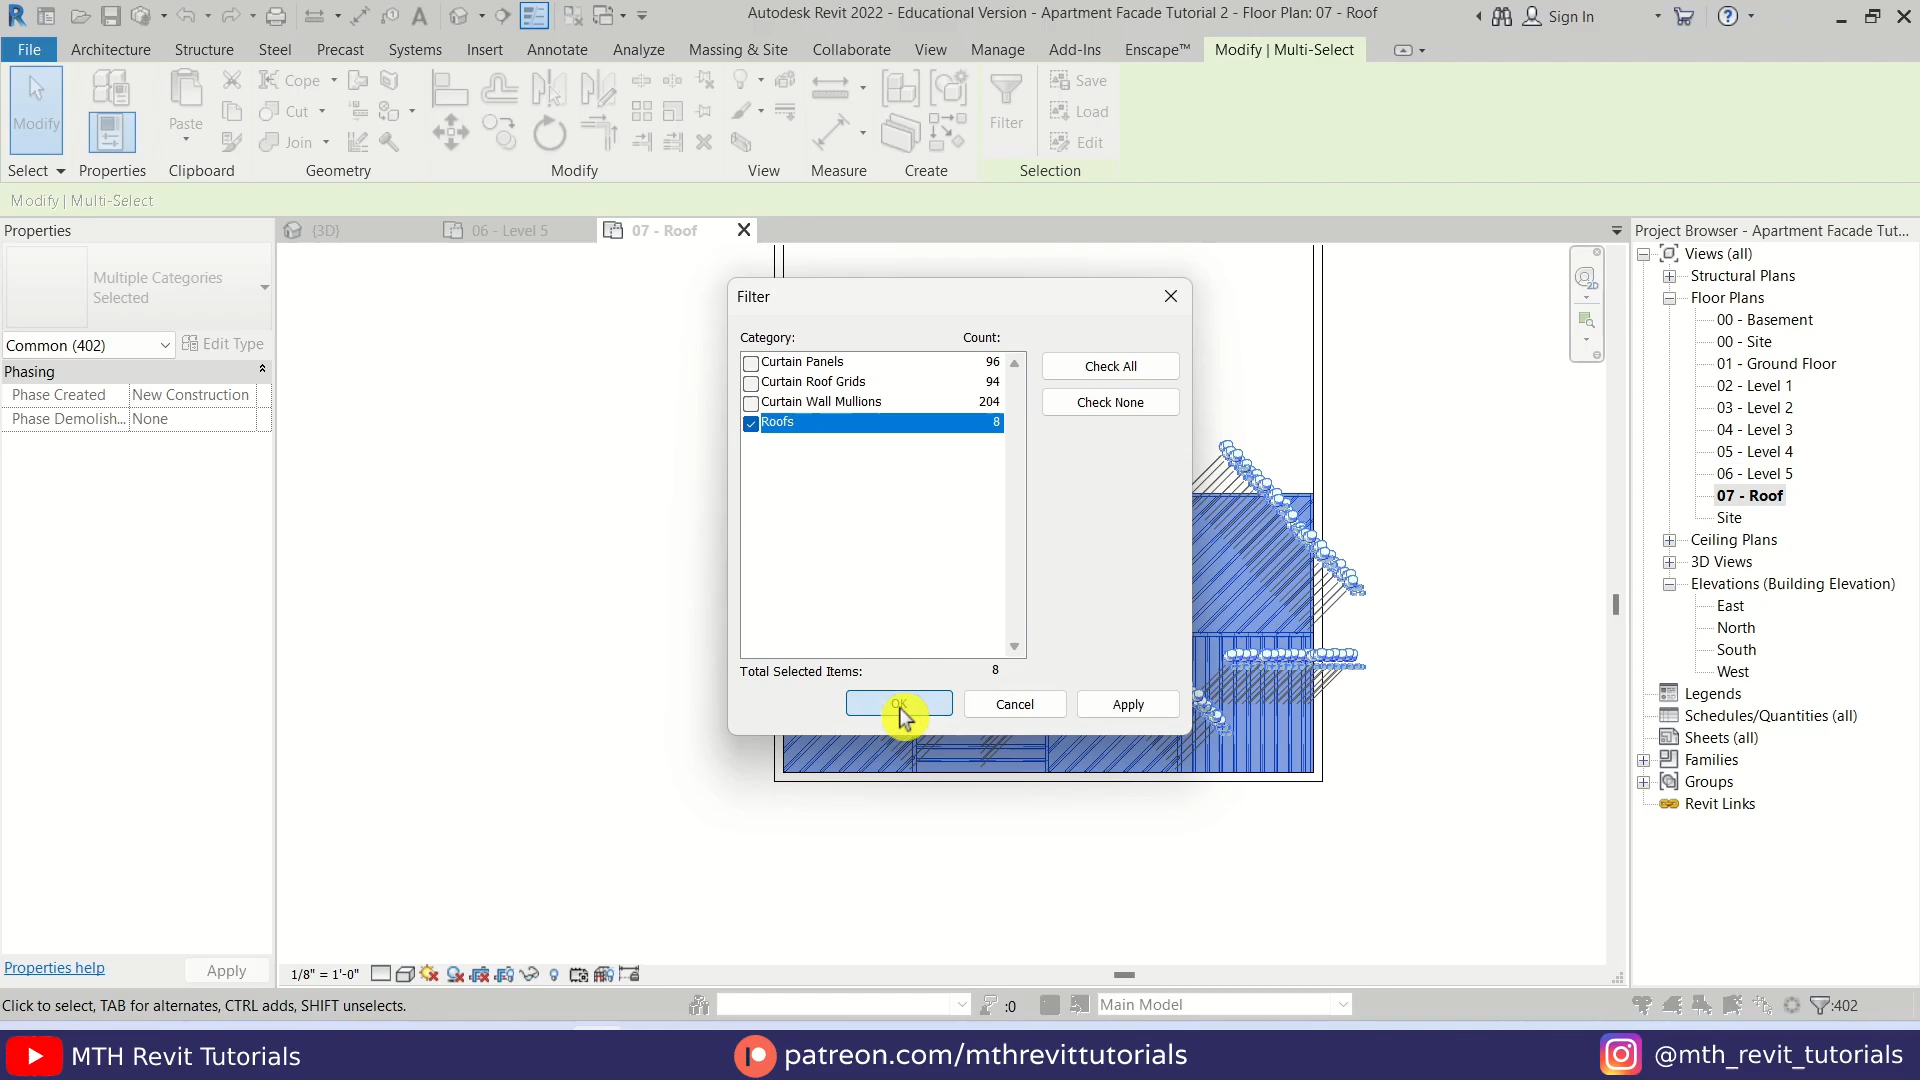 Autodesk Revit 2022 - Educational Version - Apartment Facade Tutorial 2 - Floor Plan: 07 - Roof
Sign In
File
Architecture
Structure
Steel
Precast
Systems
Insert
Annotate
Analyze
Massing & Site
Collaborate
View
Manage
Add-Ins
Enscape™
Modify | Multi-Select
Modify
Paste
Cope
Cut
Join
Filter
Save
Load
Edit
Select
Properties
Clipboard
Geometry
Modify
View
Measure
Create
Selection
Modify | Multi-Select
Properties
{3D}
06 - Level 5
07 - Roof
Project Browser - Apartment Facade Tut...
Multiple Categories
Selected
Common (402)
Edit Type
Phasing
Phase Created New Construction
Phase Demolish... None
Filter
Category: Count:
Curtain Panels 96
Curtain Roof Grids 94
Curtain Wall Mullions 204
Roofs 8
Check All
Check None
Total Selected Items: 8
OK
Cancel
Apply
2D
Views (all)
Structural Plans
Floor Plans
00 - Basement
00 - Site
01 - Ground Floor
02 - Level 1
03 - Level 2
04 - Level 3
05 - Level 4
06 - Level 5
07 - Roof
Site
Ceiling Plans
3D Views
Elevations (Building Elevation)
East
North
South
West
Legends
Schedules/Quantities (all)
Sheets (all)
Families
Groups
Revit Links
Properties help
Apply
1/8" = 1'-0"
Click to select, TAB for alternates, CTRL adds, SHIFT unselects.
:0
Main Model
:402
MTH Revit Tutorials
patreon.com/mthrevittutorials
@mth_revit_tutorials